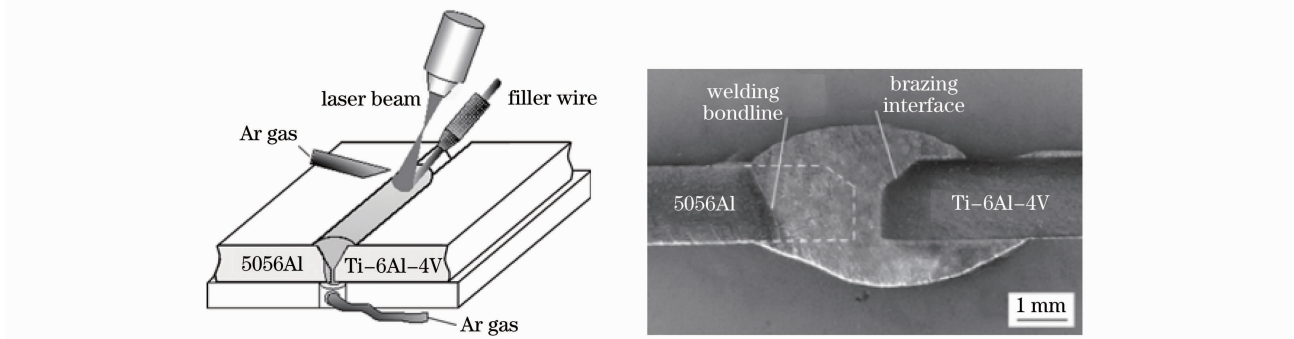 laser beam
filler wire
Ar gas
5056Al
Ti–6Al–4V
Ar gas
welding
bondline
brazing
interface
5056Al
Ti–6Al–4V
1 mm